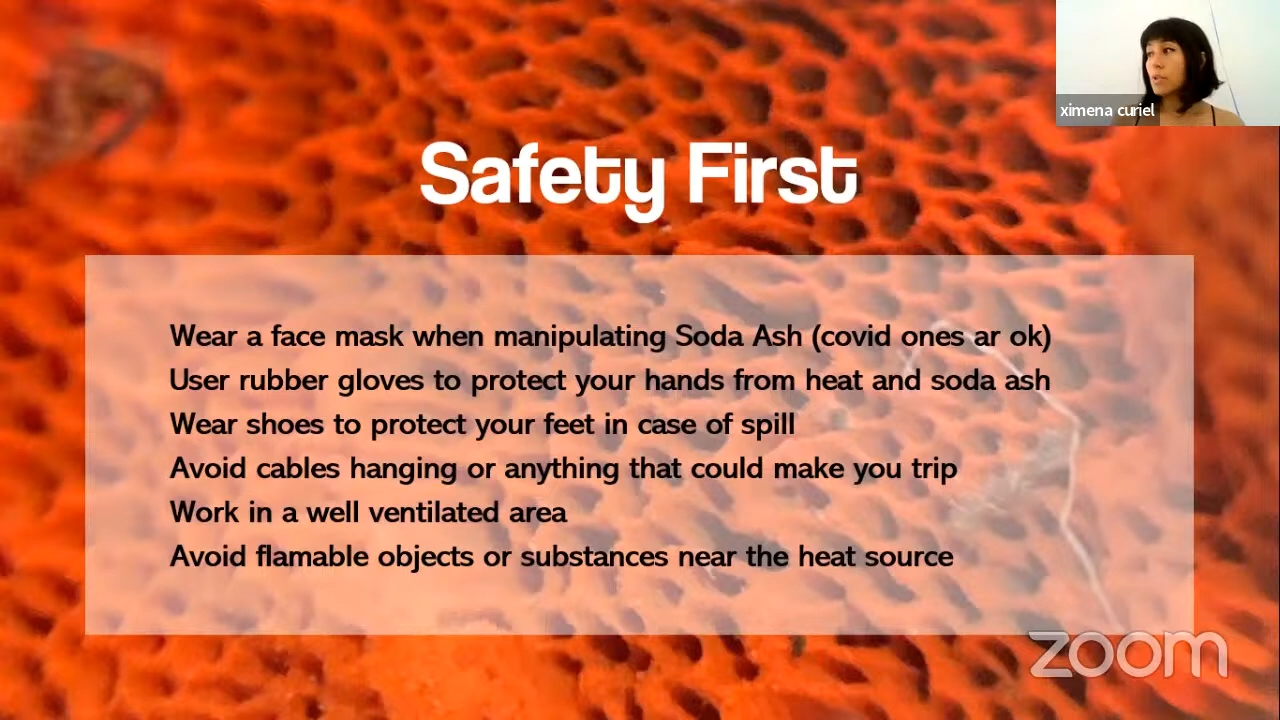 ximena curiel
Safety First
Wear a face mask when manipulating Soda Ash (covid ones ar ok)
User rubber gloves to protect your hands from heat and soda ash
Wear shoes to protect your feet in case of spill
Avoid cables hanging or anything that could make you trip
Work in a well ventilated area
Avoid flamable objects or substances near the heat source
zoom